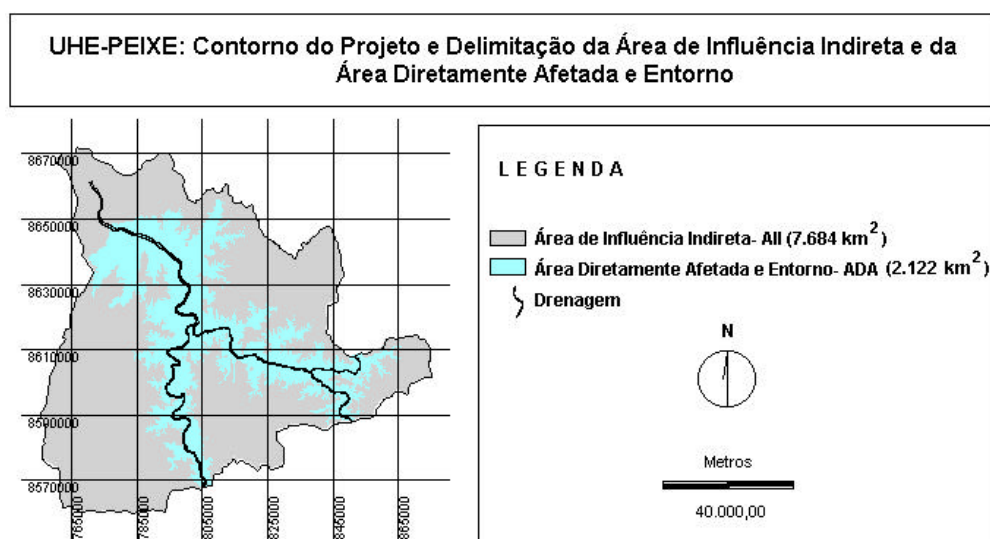 UHE-PEIXE: Contorno do Projeto e Delimitação da Área de Influência Indireta e da
Área Diretamente Afetada e Entorno
8670000
8650000
8630000
8610000
8590000
8570000
765000
785000
805000
825000
845000
865000
L E G E N D A
Área de Influência Indireta- AII (7.684 km²)
Área Diretamente Afetada e Entorno- ADA (2.122 km²)
Drenagem
N
Metros
40.000,00